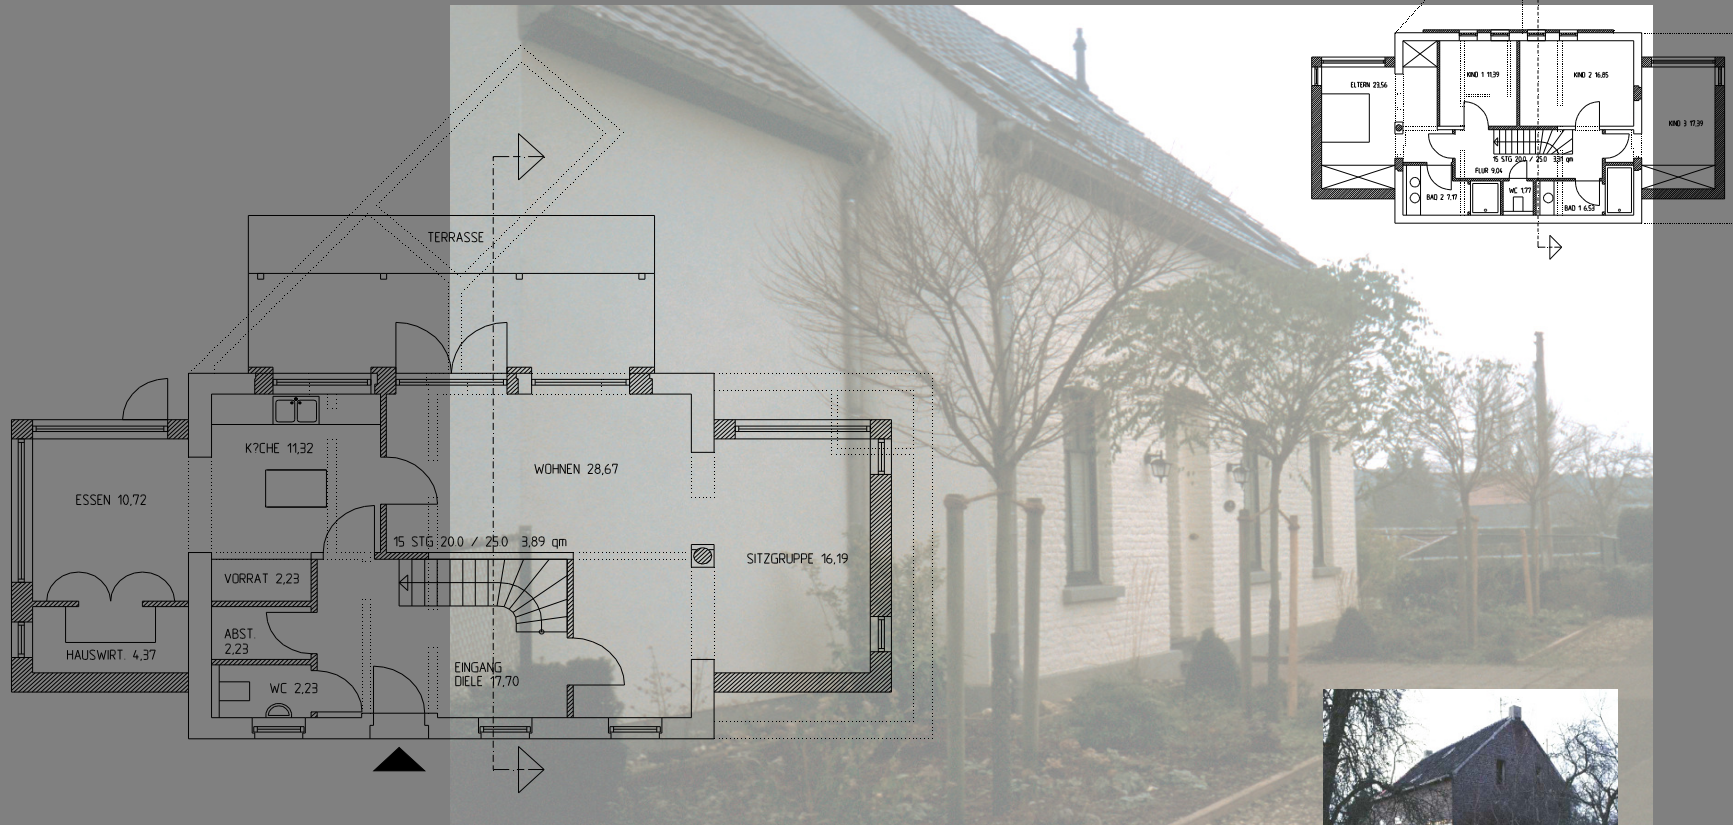 TERRASSE
K?CHE 11,32
WOHNEN 28,67
ESSEN 10,72
15 STG 20.0 / 25.0 3,89 qm
SITZGRUPPE 16,19
VORRAT 2,23
ABST.
2,23
HAUSWIRT. 4,37
EINGANG
DIELE 17,70
WC 2,23
ELTERN 23,56
KIND 1 11,39
KIND 2 16,85
KIND 3 17,39
15 STG 20.0 / 25.0 3,31 qm
FLUR 9,04
WC 1,77
BAD 2 7,17
BAD 1 6,53